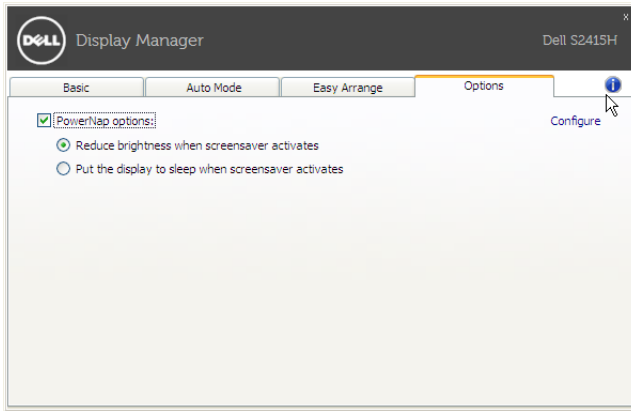 x
DELL Display Manager Dell S2415H
Basic Auto Mode Easy Arrange Options i
PowerNap options: Configure
Reduce brightness when screensaver activates
Put the display to sleep when screensaver activates